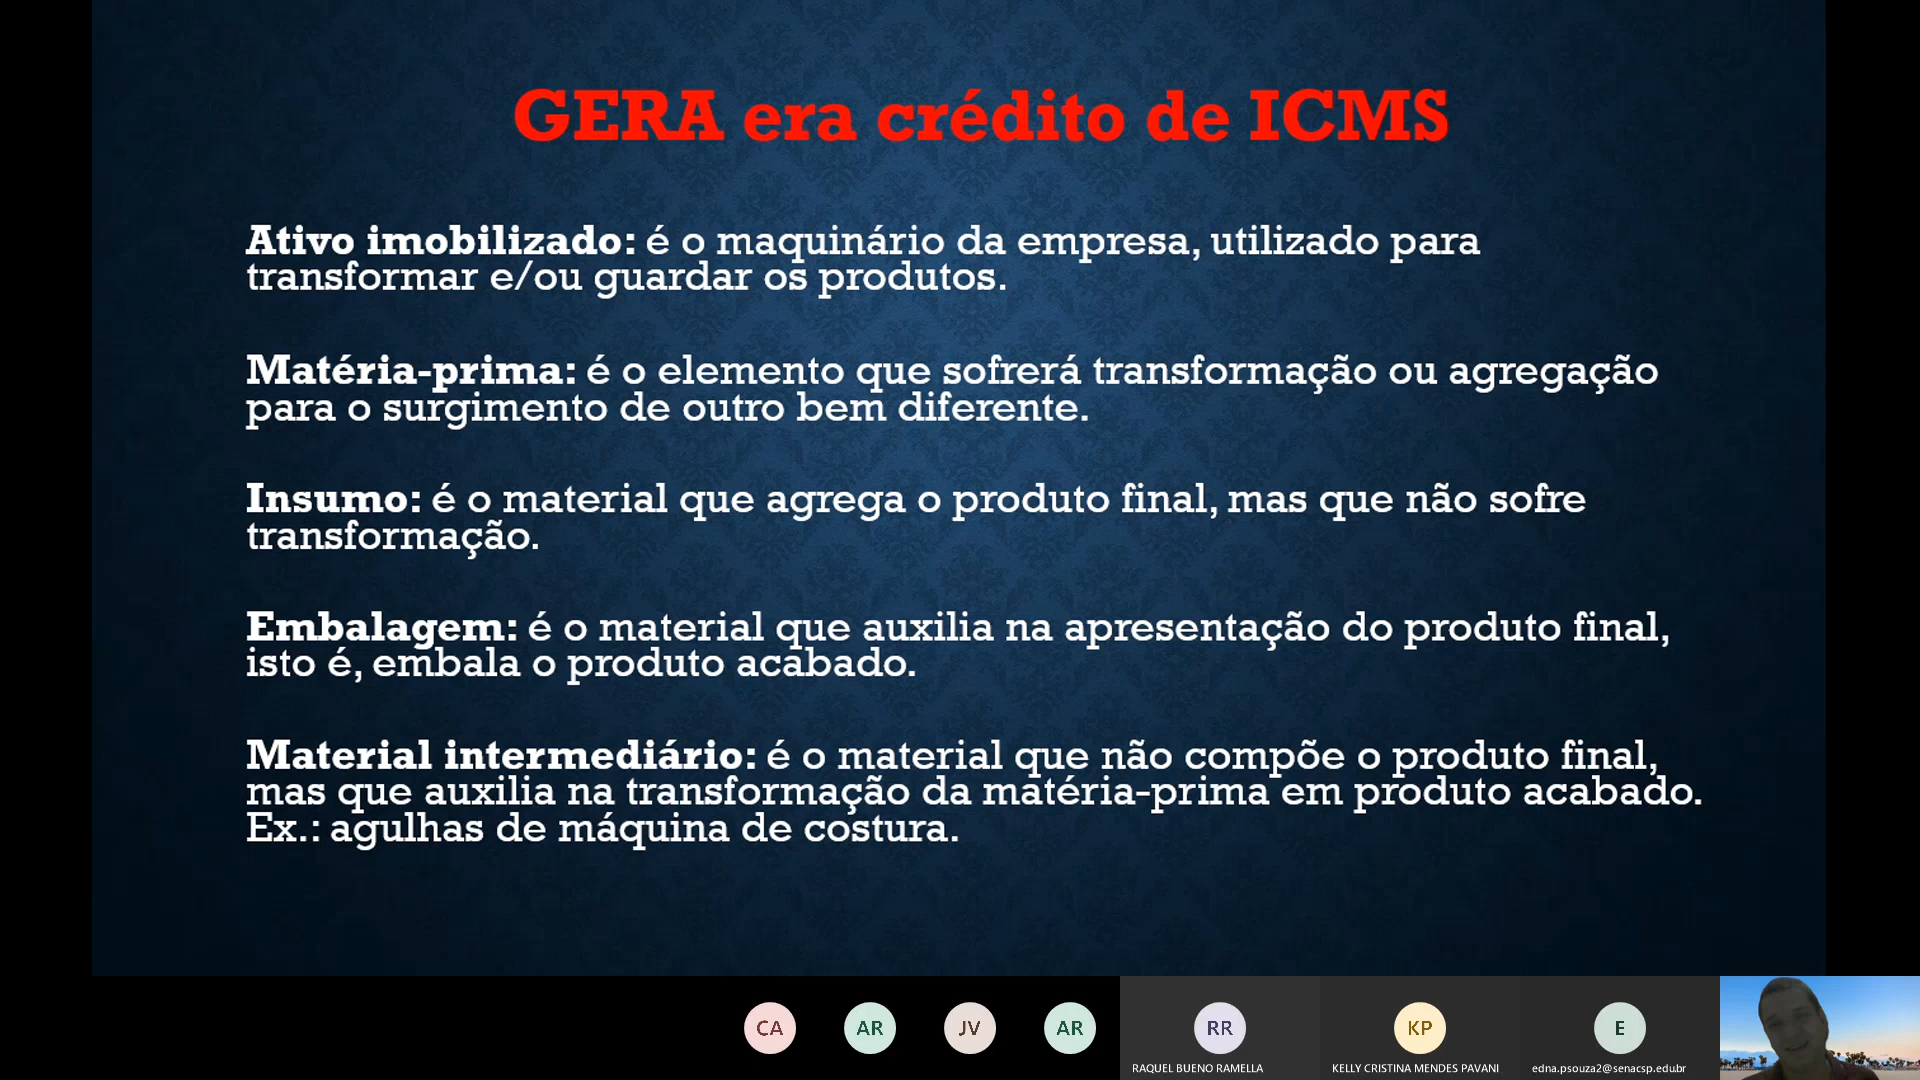 GERA era crédito de ICMS
Ativo imobilizado: é o maquinário da empresa, utilizado para
transformar e/ou guardar os produtos.
Matéria-prima: é o elemento que sofrerá transformação ou agregação
para o surgimento de outro bem diferente.
Insumo: é o material que agrega o produto final, mas que não sofre
transformação.
Embalagem: é o material que auxilia na apresentação do produto final,
isto é, embala o produto acabado.
Material intermediário: é o material que não compõe o produto final,
mas que auxilia na transformação da matéria-prima em produto acabado.
Ex.: agulhas de máquina de costura.
CA AR JV AR RR KP E
RAQUEL BUENO RAMELLA KELLY CRISTINA MENDES PAVANI edna.psouza2@senacsp.edu.br